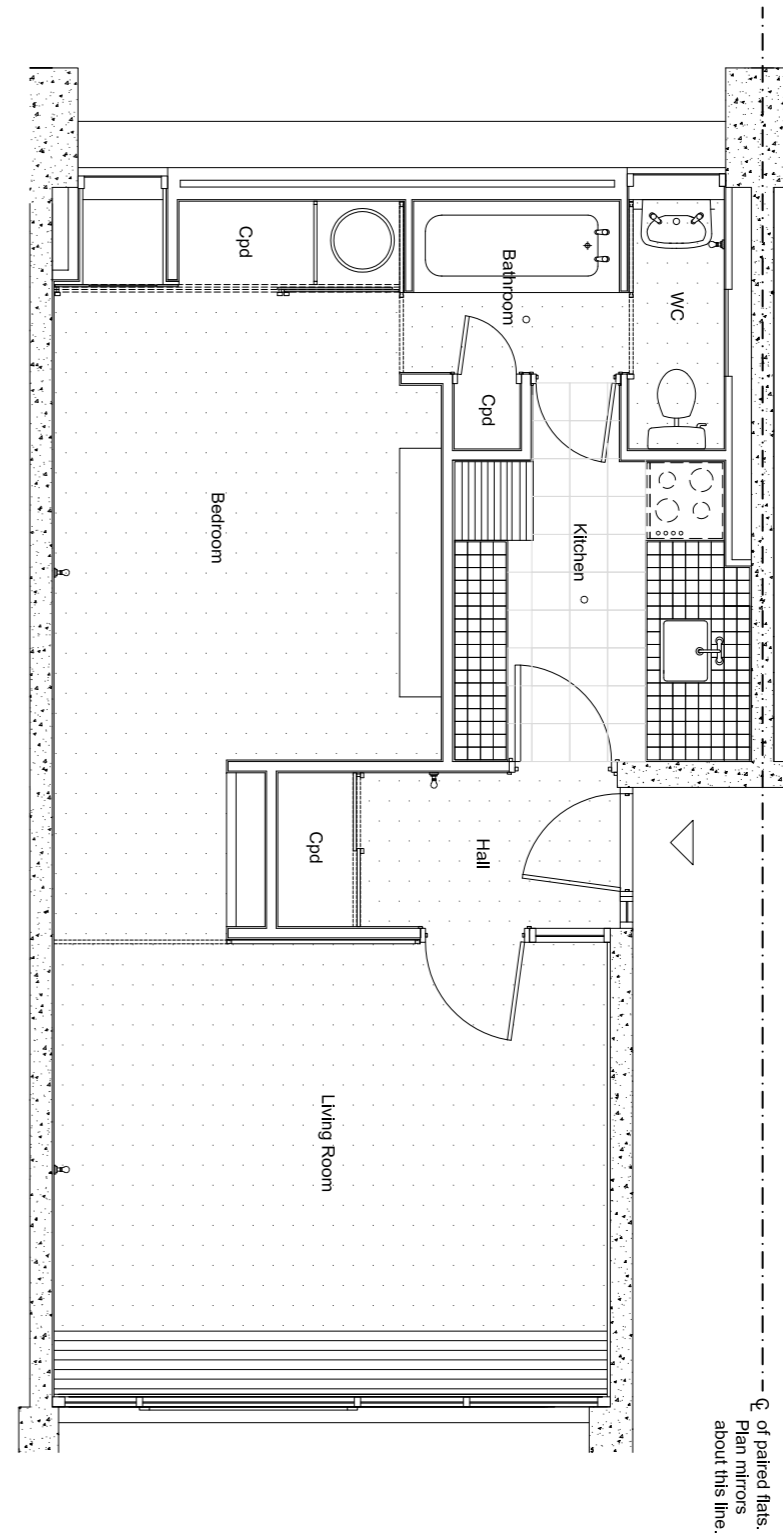 Cpd
Bathroom
WC
Cpd
Bedroom
Kitchen
Cpd
Hall
Living Room
℄ of paired flats.
Plan mirrors
about this line.